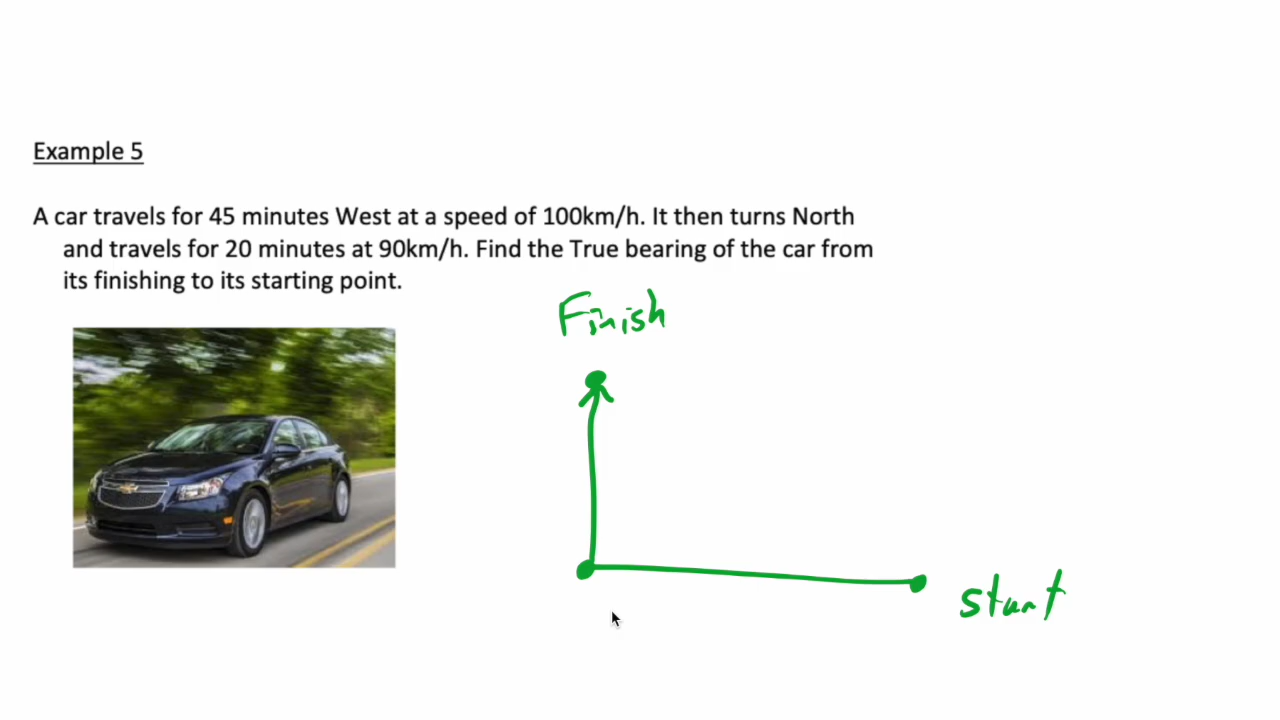 Example 5
A car travels for 45 minutes West at a speed of 100km/h. It then turns North
and travels for 20 minutes at 90km/h. Find the True bearing of the car from
its finishing to its starting point.
Finish
start